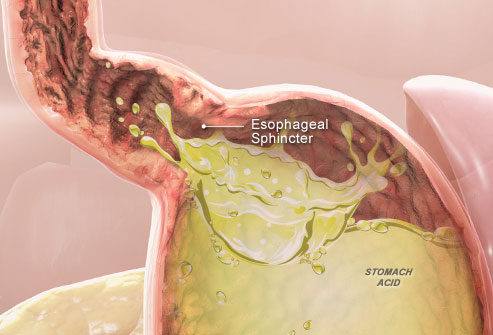 Esophageal
Sphincter
STOMACH
ACID